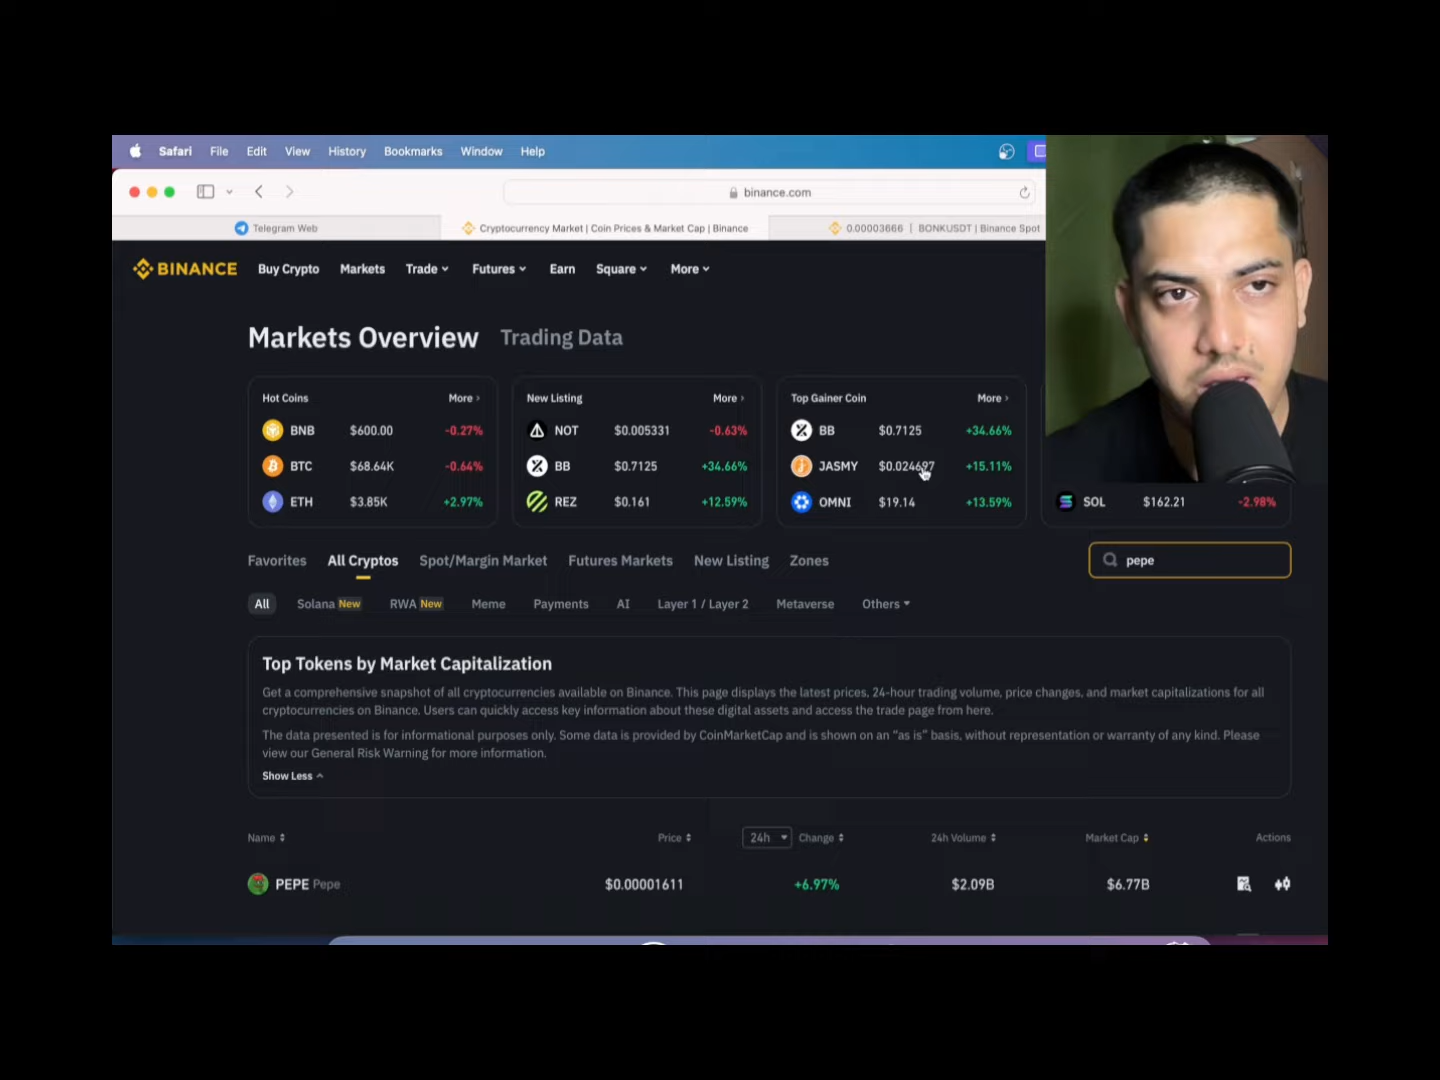 Safari File Edit View History Bookmarks Window Help
binance.com
Telegram Web
Cryptocurrency Market | Coin Prices & Market Cap | Binance
0.00003666 | BONKUSDT | Binance Spot
BINANCE Buy Crypto Markets Trade Futures Earn Square More
Markets Overview Trading Data
Hot Coins More
BNB $600.00 -0.27%
BTC $68.64K -0.64%
ETH $3.85K +2.97%
New Listing More
NOT $0.005331 -0.63%
BB $0.7125 +34.66%
REZ $0.161 +12.59%
Top Gainer Coin More
BB $0.7125 +34.66%
JASMY $0.024697 +15.11%
OMNI $19.14 +13.59%
SOL $162.21 -2.98%
Favorites All Cryptos Spot/Margin Market Futures Markets New Listing Zones
pepe
All Solana New RWA New Meme Payments AI Layer 1 / Layer 2 Metaverse Others
Top Tokens by Market Capitalization
Get a comprehensive snapshot of all cryptocurrencies available on Binance. This page displays the latest prices, 24-hour trading volume, price changes, and market capitalizations for all
cryptocurrencies on Binance. Users can quickly access key information about these digital assets and access the trade page from here.
The data presented is for informational purposes only. Some data is provided by CoinMarketCap and is shown on an “as is” basis, without representation or warranty of any kind. Please
view our General Risk Warning for more information.
Show Less
Name Price 24h Change 24h Volume Market Cap Actions
PEPE Pepe $0.00001611 +6.97% $2.09B $6.77B